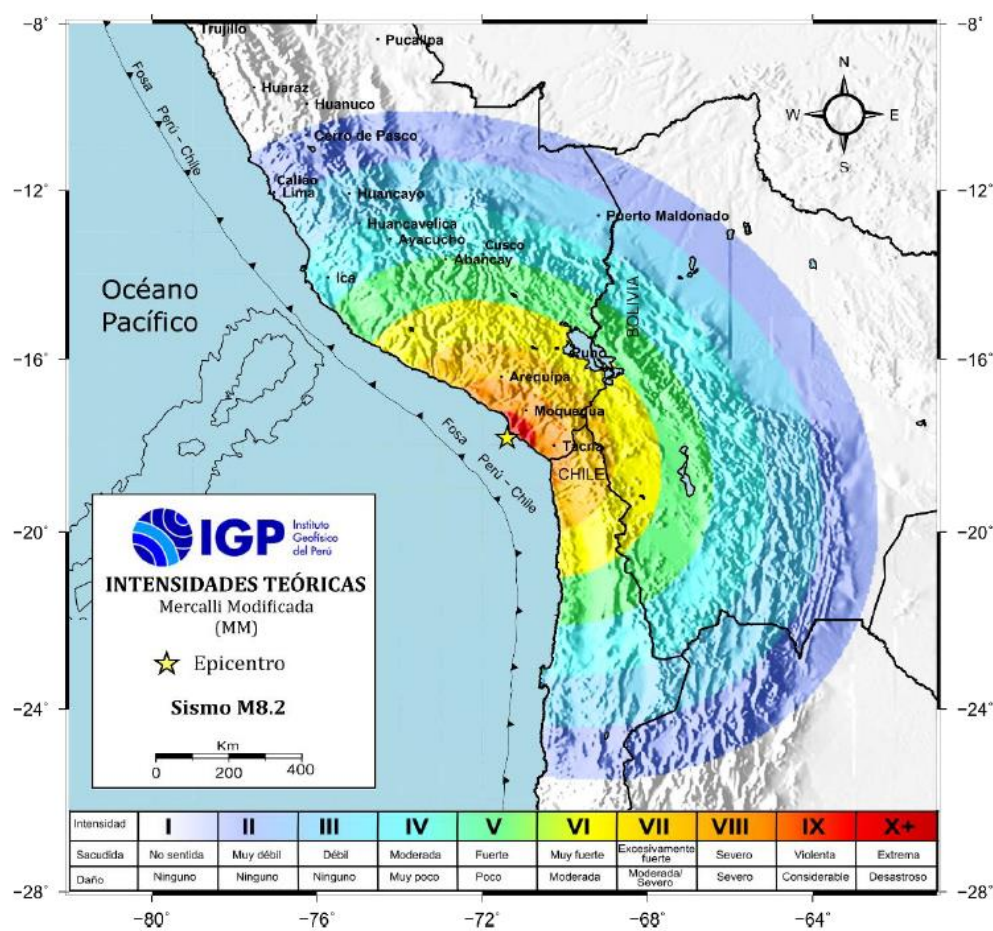 -8°
-8°
Trujillo
Pucallpa
Fosa Perú - Chile
Huaraz
Huanuco
N
W
E
S
Cerro de Pasco
-12°
-12°
Callao
Lima
Huancayo
Puerto Maldonado
Huancavelica
Ayacucho
Cusco
Abancay
Ica
Océano
Pacífico
BOLIVIA
-16°
-16°
Puno
Arequipa
Moquegua
Tacna
CHILE
Fosa Perú - Chile
-20°
-20°
IGP
Instituto
Geofísico
del Perú
INTENSIDADES TEÓRICAS
Mercalli Modificada
(MM)
Epicentro
Sismo M8.2
Km
0 200 400
-24°
-24°
Intensidad I II III IV V VI VII VIII IX X+
Sacudida No sentida Muy débil Débil Moderada Fuerte Muy fuerte Excesivamente fuerte Severo Violenta Extrema
Daño Ninguno Ninguno Ninguno Muy poco Poco Moderada Moderada/ Severo Severo Considerable Desastroso
-28°
-28°
-80° -76° -72° -68° -64°